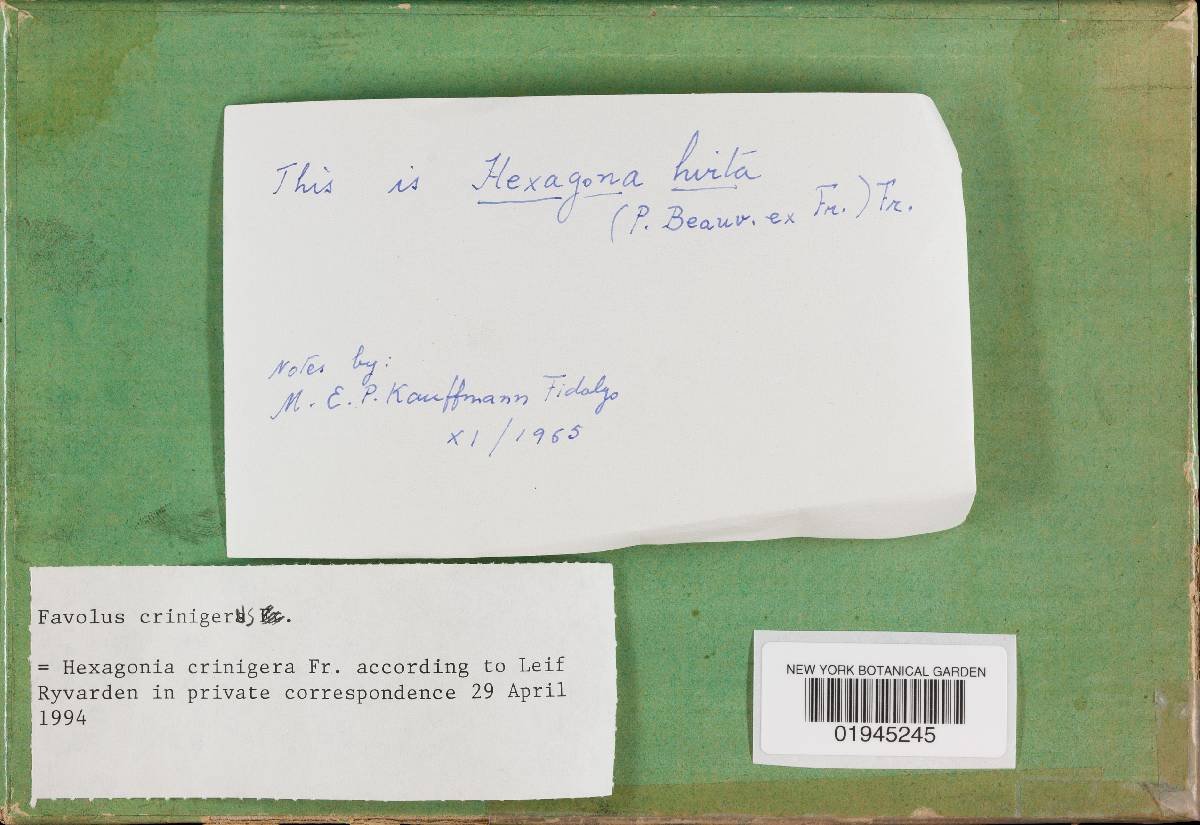 This is Hexagona hirta
(P. Beauv. ex Fr.) Fr.
Notes by:
M. E. P. Kauffmann Fidalgo
XI/1965
Favolus crinigerus
= Hexagonia crinigera Fr. according to Leif
Ryvarden in private correspondence 29 April
1994
NEW YORK BOTANICAL GARDEN
01945245